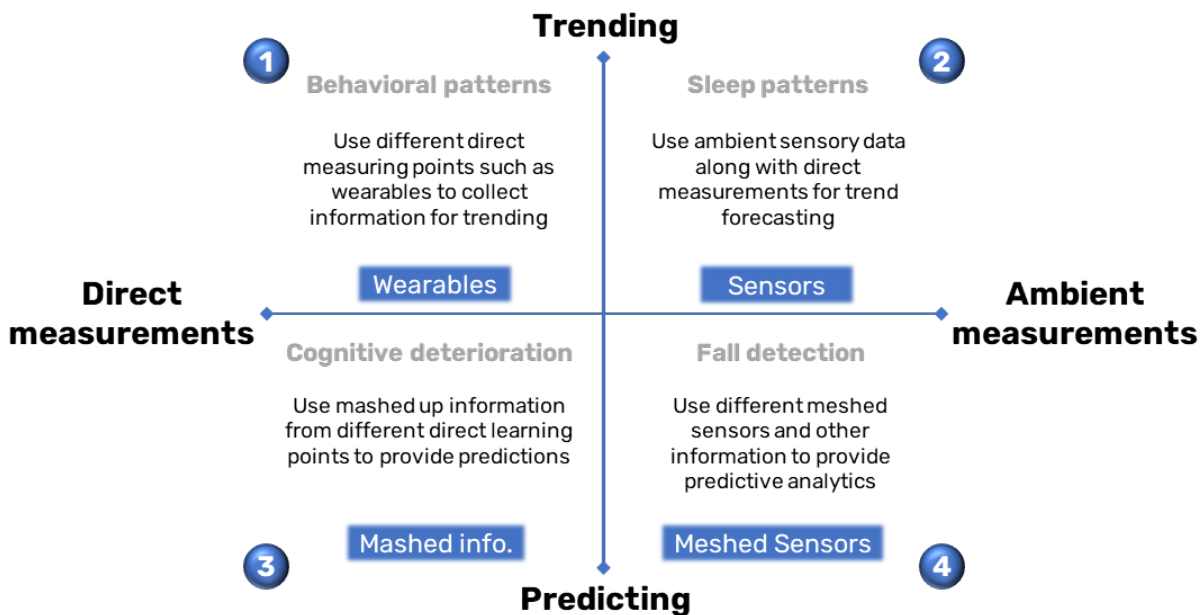 Trending
1
2
Behavioral patterns
Use different direct
measuring points such as
wearables to collect
information for trending
Wearables
Sleep patterns
Use ambient sensory data
along with direct
measurements for trend
forecasting
Sensors
Direct
measurements
Ambient
measurements
Cognitive deterioration
Use mashed up information
from different direct learning
points to provide predictions
Mashed info.
Fall detection
Use different meshed
sensors and other
information to provide
predictive analytics
Meshed Sensors
3
4
Predicting